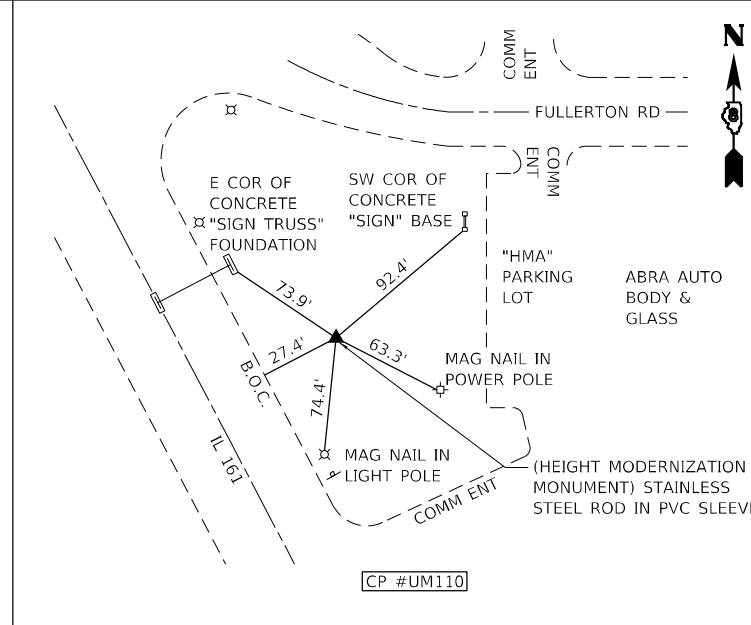 COMM
ENT
N
FULLERTON RD
8
COMM
ENT
E COR OF
CONCRETE
"SIGN TRUSS"
FOUNDATION
SW COR OF
CONCRETE
"SIGN" BASE
"HMA"
PARKING
LOT
ABRA AUTO
BODY &
GLASS
92.4'
73.9'
27.4'
63.3'
MAG NAIL IN
POWER POLE
B.O.C.
74.4'
IL 161
MAG NAIL IN
LIGHT POLE
COMM ENT
(HEIGHT MODERNIZATION
MONUMENT) STAINLESS
STEEL ROD IN PVC SLEEV
CP #UM110